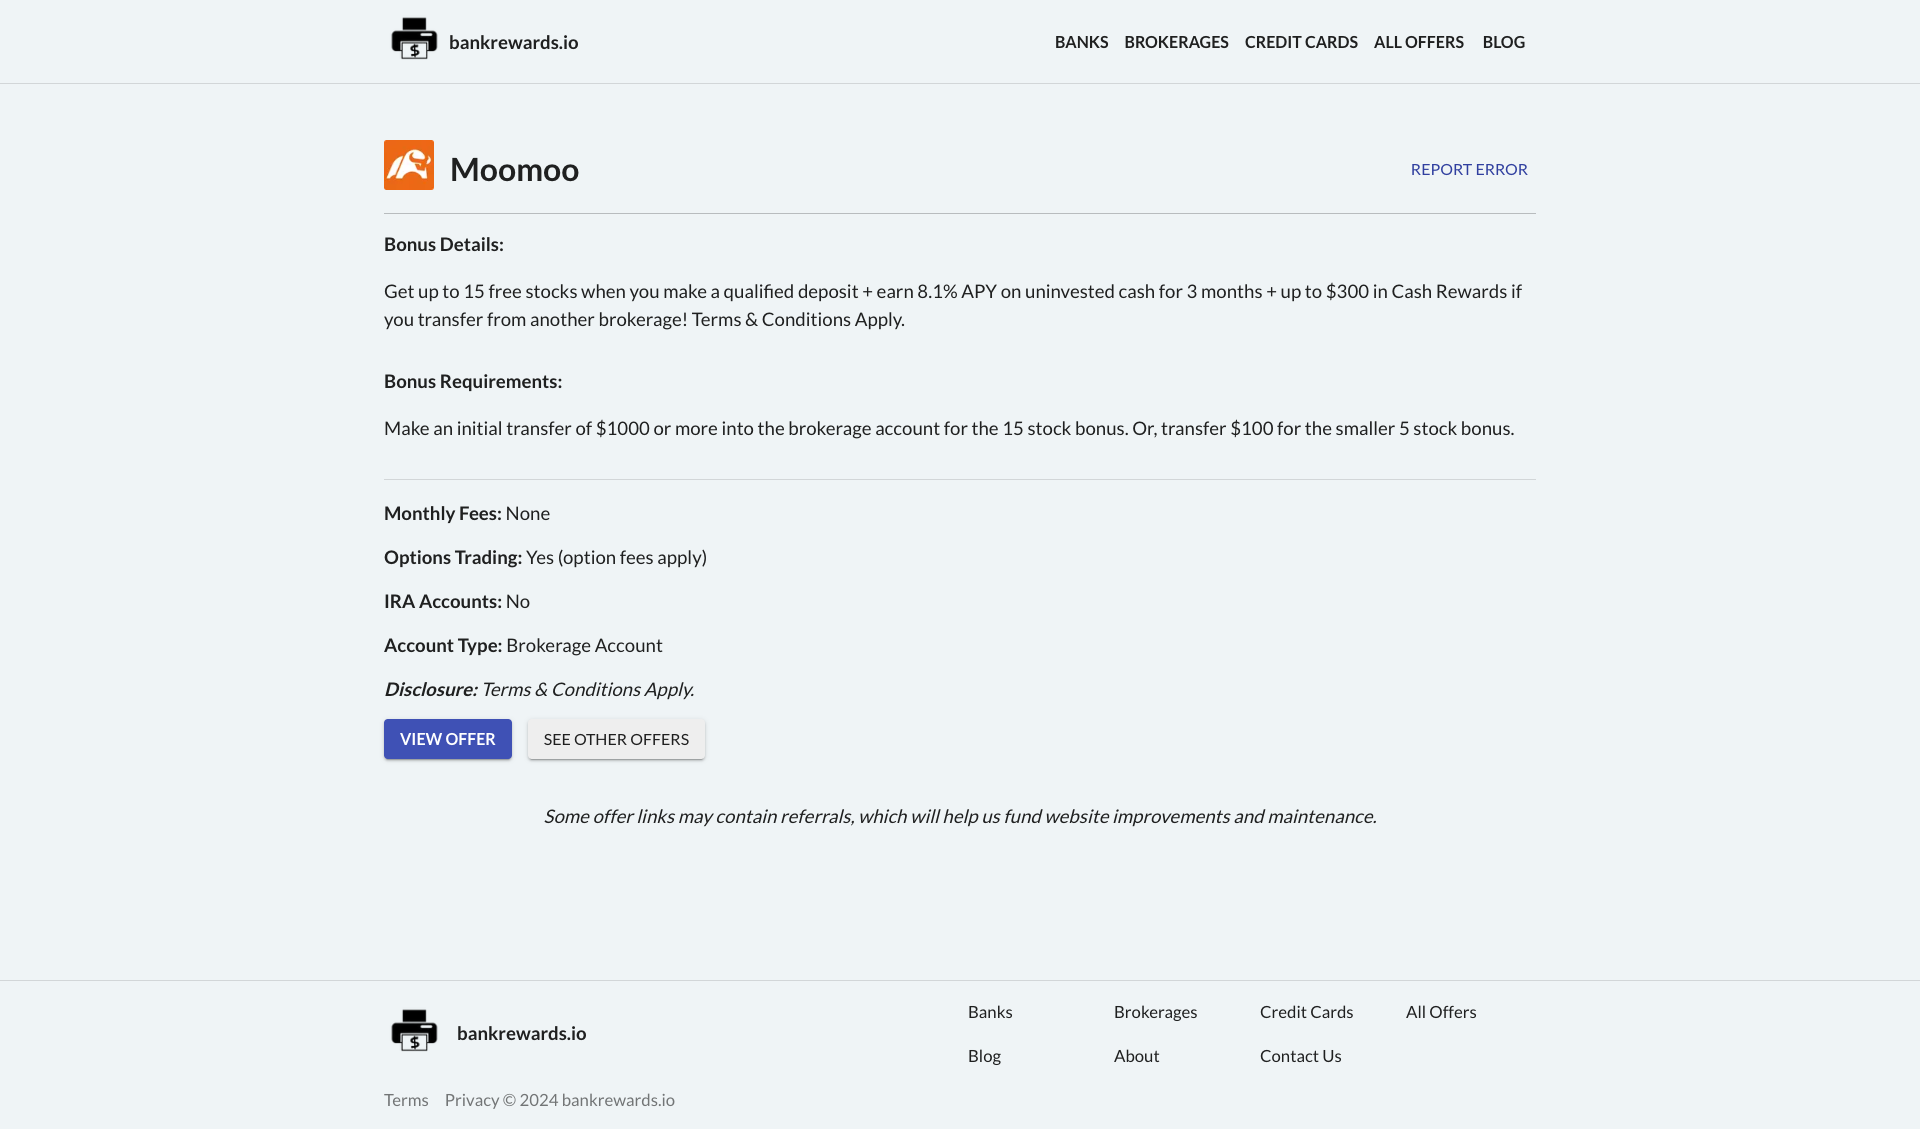 bankrewards.io
BANKS BROKERAGES CREDIT CARDS ALL OFFERS BLOG
Moomoo
REPORT ERROR
Bonus Details:
Get up to 15 free stocks when you make a qualified deposit + earn 8.1% APY on uninvested cash for 3 months + up to $300 in Cash Rewards if
you transfer from another brokerage! Terms & Conditions Apply.
Bonus Requirements:
Make an initial transfer of $1000 or more into the brokerage account for the 15 stock bonus. Or, transfer $100 for the smaller 5 stock bonus.
Monthly Fees: None
Options Trading: Yes (option fees apply)
IRA Accounts: No
Account Type: Brokerage Account
Disclosure: Terms & Conditions Apply.
VIEW OFFER SEE OTHER OFFERS
Some offer links may contain referrals, which will help us fund website improvements and maintenance.
bankrewards.io
Banks Brokerages Credit Cards All Offers
Blog About Contact Us
Terms Privacy © 2024 bankrewards.io